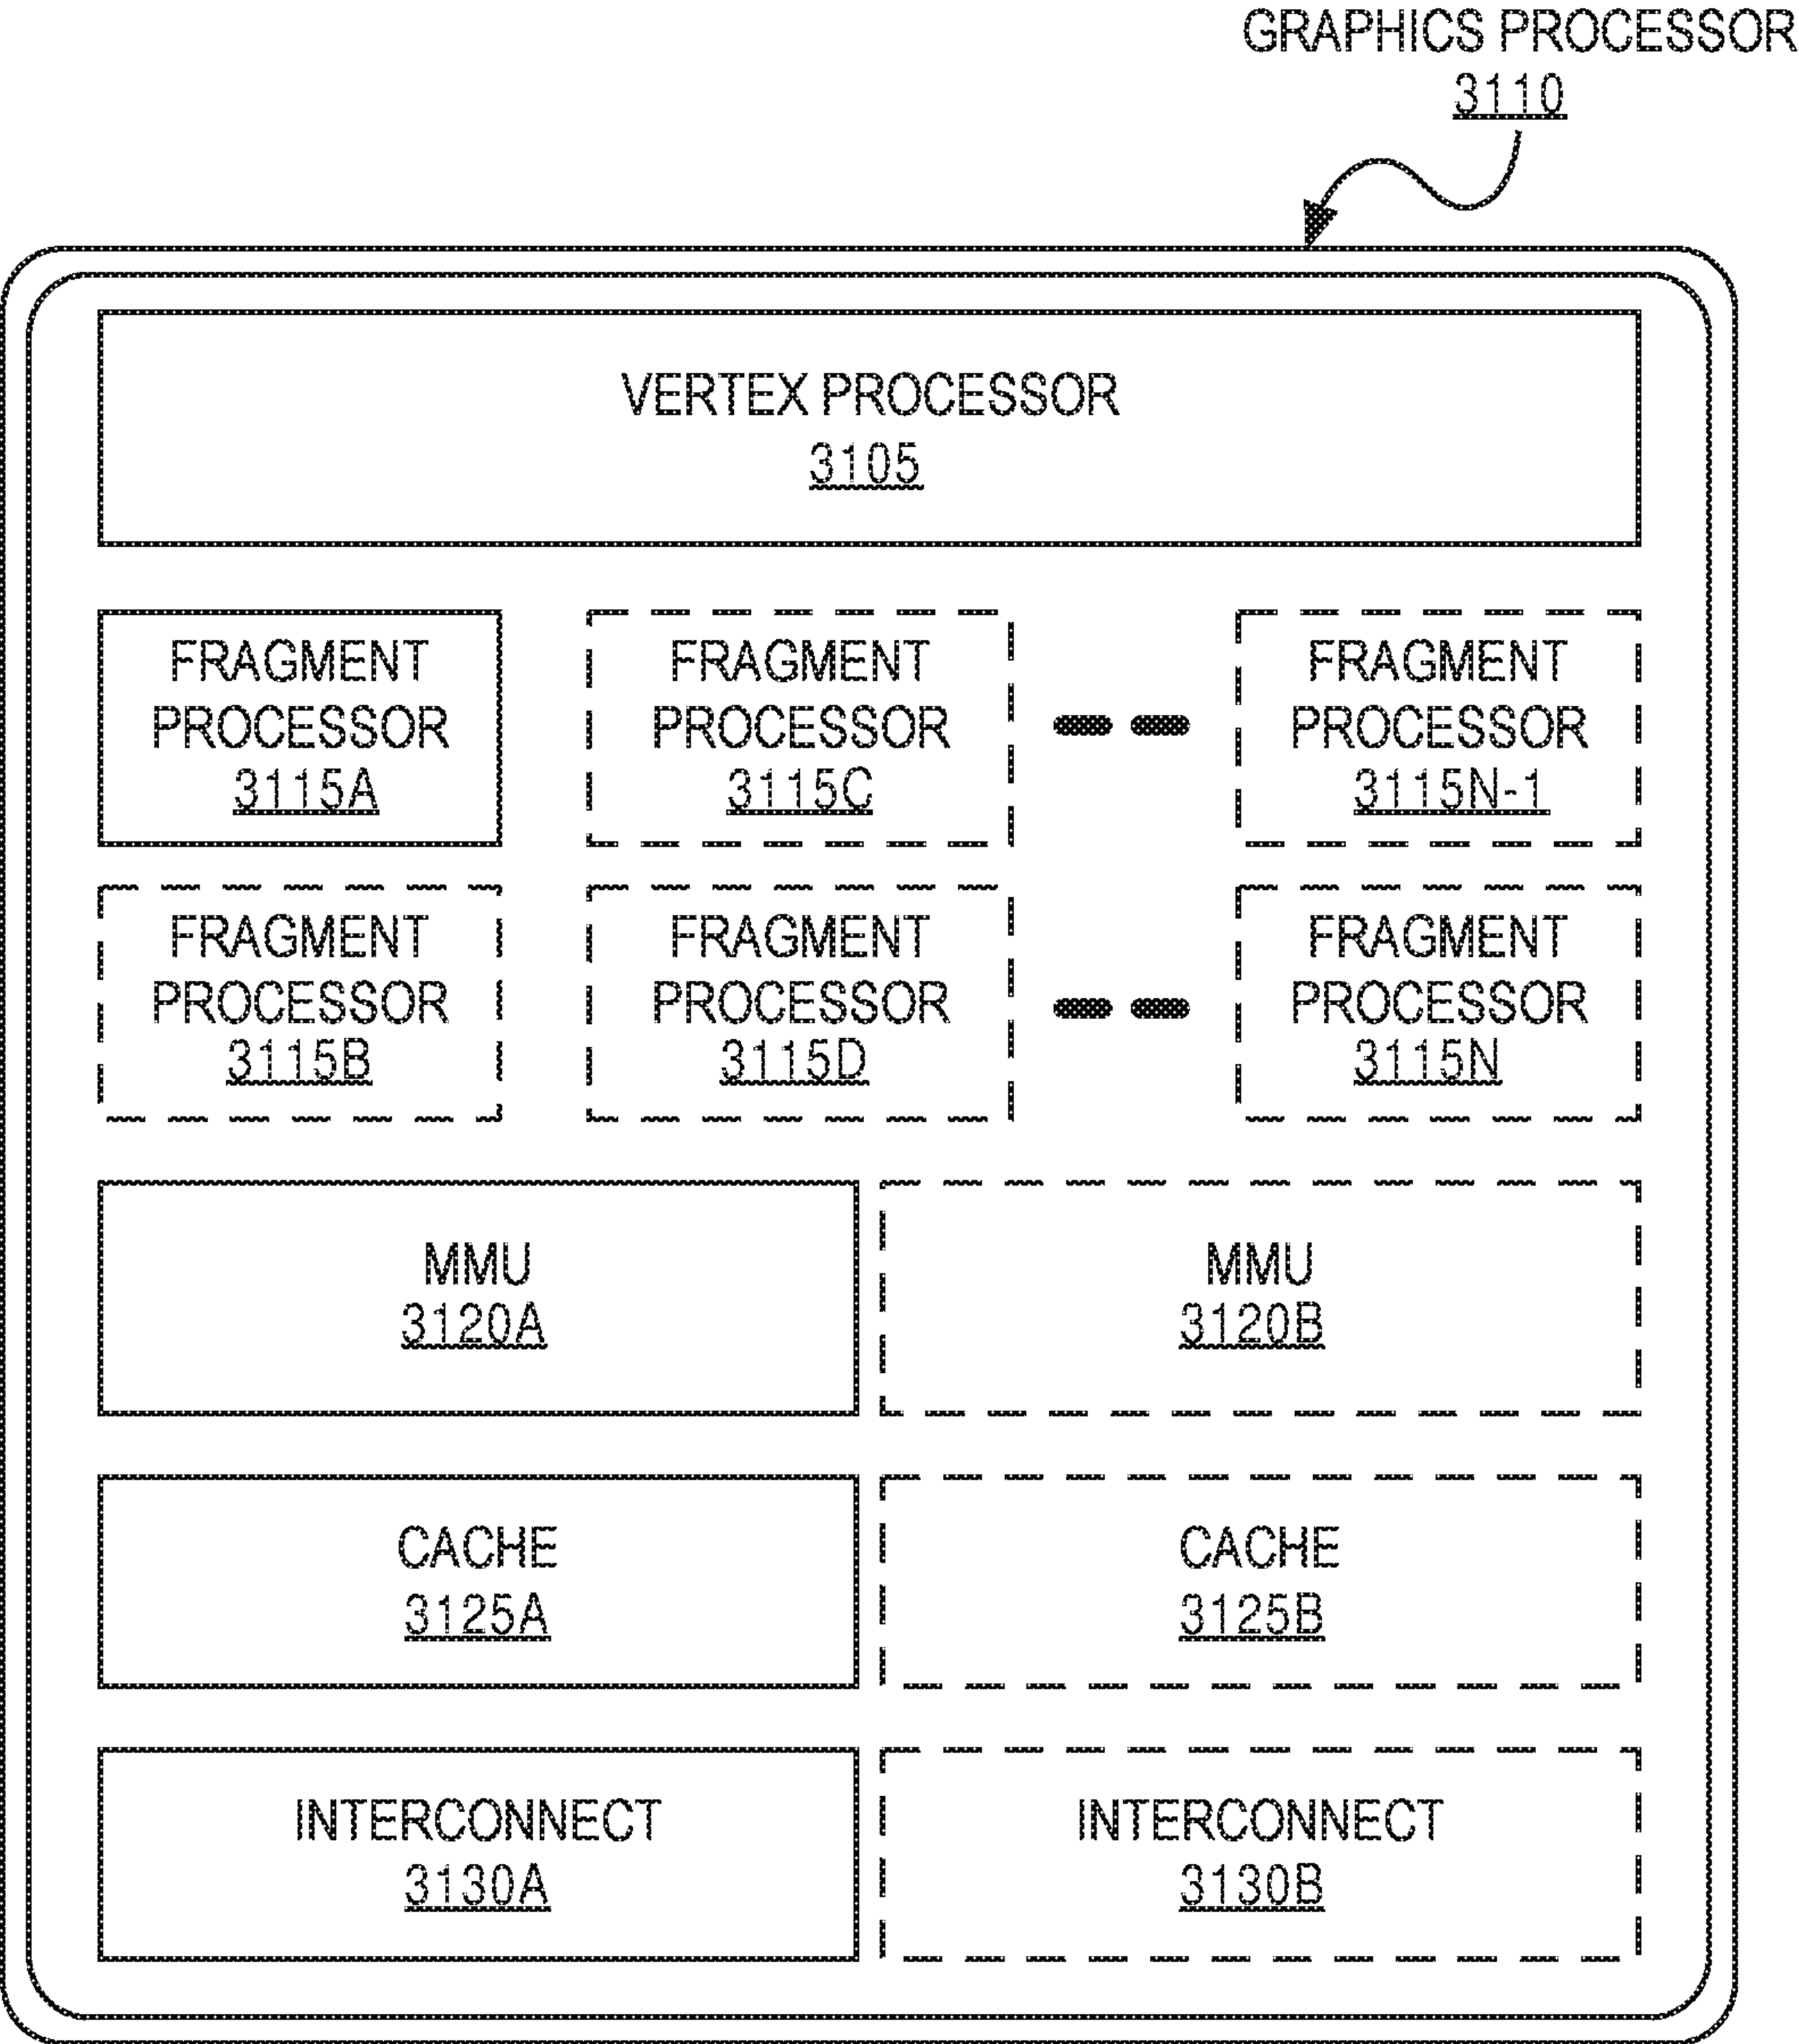 GRAPHICS PROCESSOR
3110
VERTEX PROCESSOR
3105
FRAGMENT
PROCESSOR
3115A
FRAGMENT
PROCESSOR
3115C
FRAGMENT
PROCESSOR
3115N-1
FRAGMENT
PROCESSOR
3115B
FRAGMENT
PROCESSOR
3115D
FRAGMENT
PROCESSOR
3115N
MMU
3120A
MMU
3120B
CACHE
3125A
CACHE
3125B
INTERCONNECT
3130A
INTERCONNECT
3130B